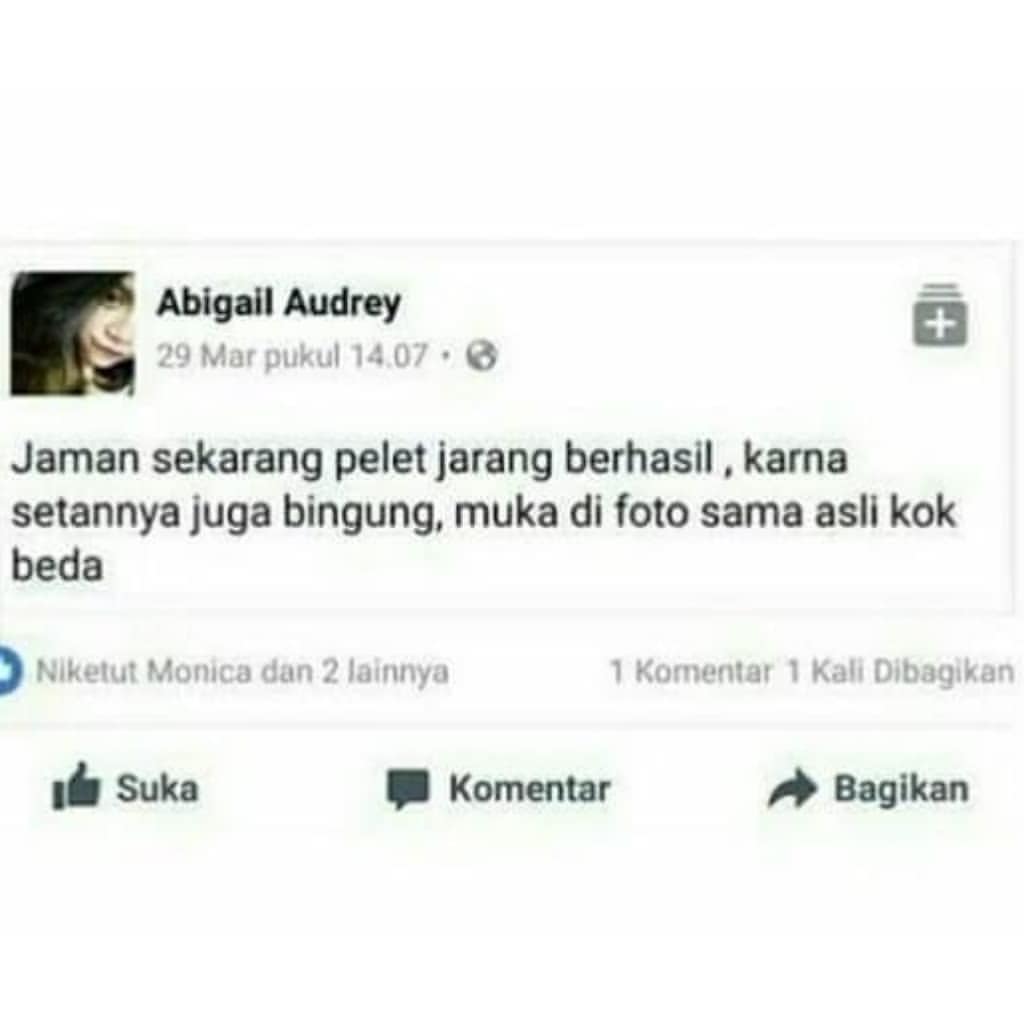 Abigail Audrey
29 Mar pukul 14.07 •
Jaman sekarang pelet jarang berhasil , karna
setannya juga bingung, muka di foto sama asli kok
beda
Niketut Monica dan 2 lainnya 1 Komentar 1 Kali Dibagikan
Suka Komentar Bagikan